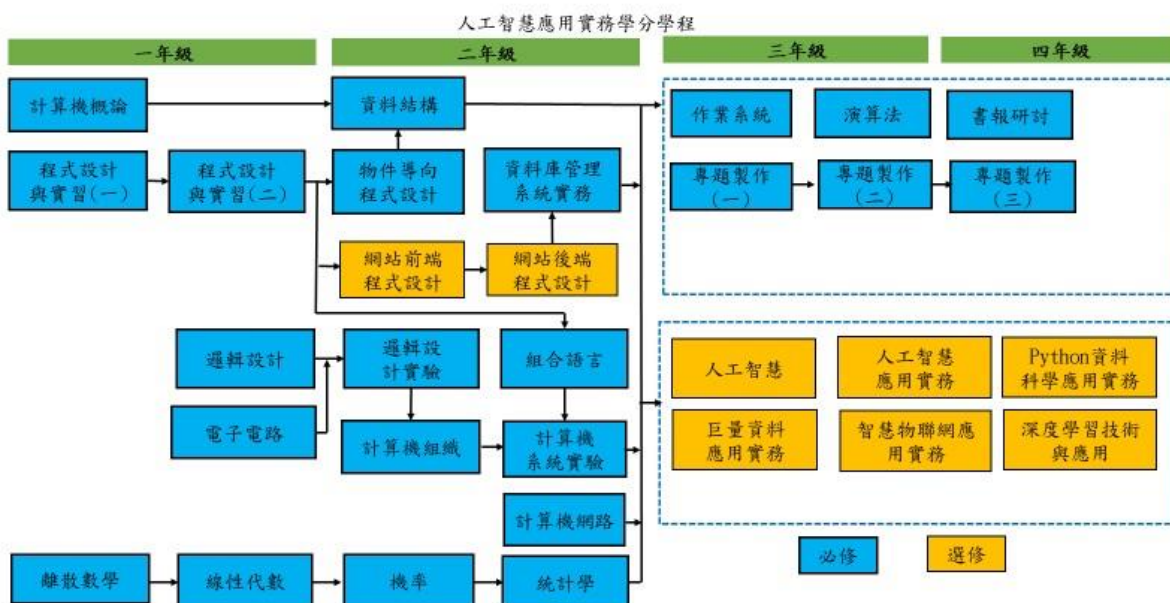 人工智慧應用實務學分學程
一年級
二年級
三年級
四年級
計算機概論
資料結構
作業系統
演算法
書報研討
程式設計
與實習(一)
程式設計
與實習(二)
物件導向
程式設計
資料庫管理
系統實務
專題製作
(一)
專題製作
(二)
專題製作
(三)
網站前端
程式設計
網站後端
程式設計
邏輯設計
邏輯設
計實驗
組合語言
人工智慧
人工智慧
應用實務
Python資料
科學應用實務
電子電路
計算機組織
計算機
系統實驗
巨量資料
應用實務
智慧物聯網應
用實務
深度學習技術
與應用
計算機網路
必修
選修
離散數學
線性代數
機率
統計學